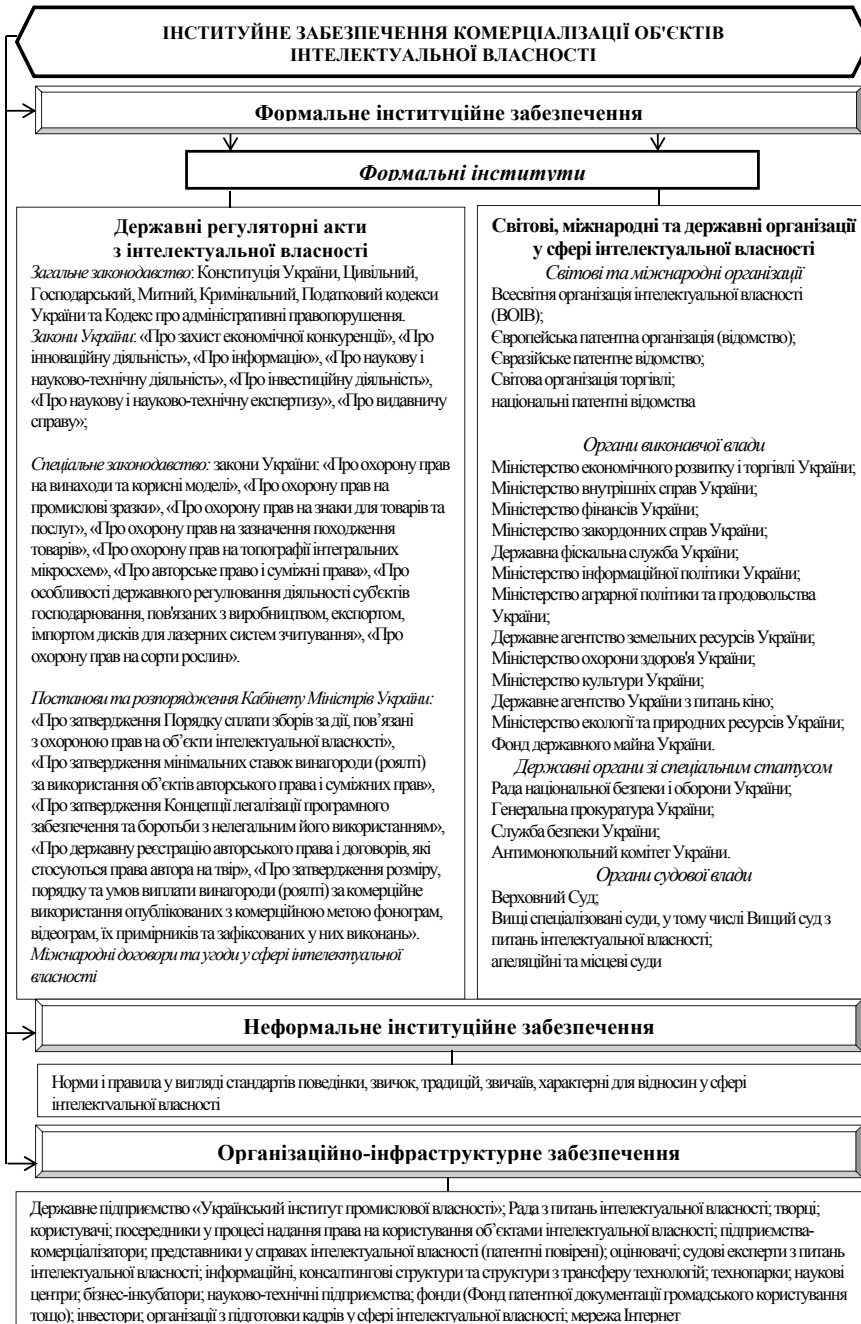 ІНСТИТУЙНЕ ЗАБЕЗПЕЧЕННЯ КОМЕРЦІАЛІЗАЦІЇ ОБ'ЄКТІВ
ІНТЕЛЕКТУАЛЬНОЇ ВЛАСНОСТІ
Формальне інституційне забезпечення
Формальні інститути
Державні регуляторні акти
з інтелектуальної власності
Загальне законодавство: Конституція України, Цивільний,
Господарський, Митний, Кримінальний, Податковий кодекси
України та Кодекс про адміністративні правопорушення.
Закони України: «Про захист економічної конкуренції», «Про
інноваційну діяльність», «Про інформацію», «Про наукову і
науково-технічну діяльність», «Про інвестиційну діяльність»,
«Про наукову і науково-технічну експертизу», «Про видавничу
справу»;
Спеціальне законодавство: закони України: «Про охорону прав
на винаходи та корисні моделі», «Про охорону прав на
промислові зразки», «Про охорону прав на знаки для товарів та
послуг», «Про охорону прав на зазначення походження
товарів», «Про охорону прав на топографії інтегральних
мікросхем», «Про авторське право і суміжні права», «Про
особливості державного регулювання діяльності суб'єктів
господарювання, пов'язаних з виробництвом, експортом,
імпортом дисків для лазерних систем зчитування», «Про
охорону прав на сорти рослин».
Постанови та розпорядження Кабінету Міністрів України:
«Про затвердження Порядку сплати зборів за дії, пов’язані
з охороною прав на об’єкти інтелектуальної власності»,
«Про затвердження мінімальних ставок винагороди (роялті)
за використання об’єктів авторського права і суміжних прав»,
«Про затвердження Концепції легалізації програмного
забезпечення та боротьби з нелегальним його використанням»,
«Про державну реєстрацію авторського права і договорів, які
стосуються права автора на твір», «Про затвердження розміру,
порядку та умов виплати винагороди (роялті) за комерційне
використання опублікованих з комерційною метою фонограм,
відеограм, їх примірників та зафіксованих у них виконань».
Міжнародні договори та угоди у сфері інтелектуальної
власності
Світові, міжнародні та державні організації
у сфері інтелектуальної власності
Світові та міжнародні організації
Всесвітня організація інтелектуальної власності
(ВОІВ);
Європейська патентна організація (відомство);
Євразійське патентне відомство;
Світова організація торгівлі;
національні патентні відомства
Органи виконавчої влади
Міністерство економічного розвитку і торгівлі України;
Міністерство внутрішніх справ України;
Міністерство фінансів України;
Міністерство закордонних справ України;
Державна фіскальна служба України;
Міністерство інформаційної політики України;
Міністерство аграрної політики та продовольства
України;
Державне агентство земельних ресурсів України;
Міністерство охорони здоров'я України;
Міністерство культури України;
Державне агентство України з питань кіно;
Міністерство екології та природних ресурсів України;
Фонд державного майна України.
Державні органи зі спеціальним статусом
Рада національної безпеки і оборони України;
Генеральна прокуратура України;
Служба безпеки України;
Антимонопольний комітет України.
Органи судової влади
Верховний Суд;
Вищі спеціалізовані суди, у тому числі Вищий суд з
питань інтелектуальної власності;
апеляційні та місцеві суди
Неформальне інституційне забезпечення
Норми і правила у вигляді стандартів поведінки, звичок, традицій, звичаїв, характерні для відносин у сфері
інтелектуальної власності
Організаційно-інфраструктурне забезпечення
Державне підприємство «Український інститут промислової власності»; Рада з питань інтелектуальної власності; творці;
користувачі; посередники у процесі надання права на користування об’єктами інтелектуальної власності; підприємства-
комерціалізатори; представники у справах інтелектуальної власності (патентні повірені); оцінювачі; судові експерти з питань
інтелектуальної власності; інформаційні, консалтингові структури та структури з трансферу технологій; технопарки; наукові
центри; бізнес-інкубатори; науково-технічні підприємства; фонди (Фонд патентної документації громадського користування
тощо); інвестори; організації з підготовки кадрів у сфері інтелектуальної власності; мережа Інтернет